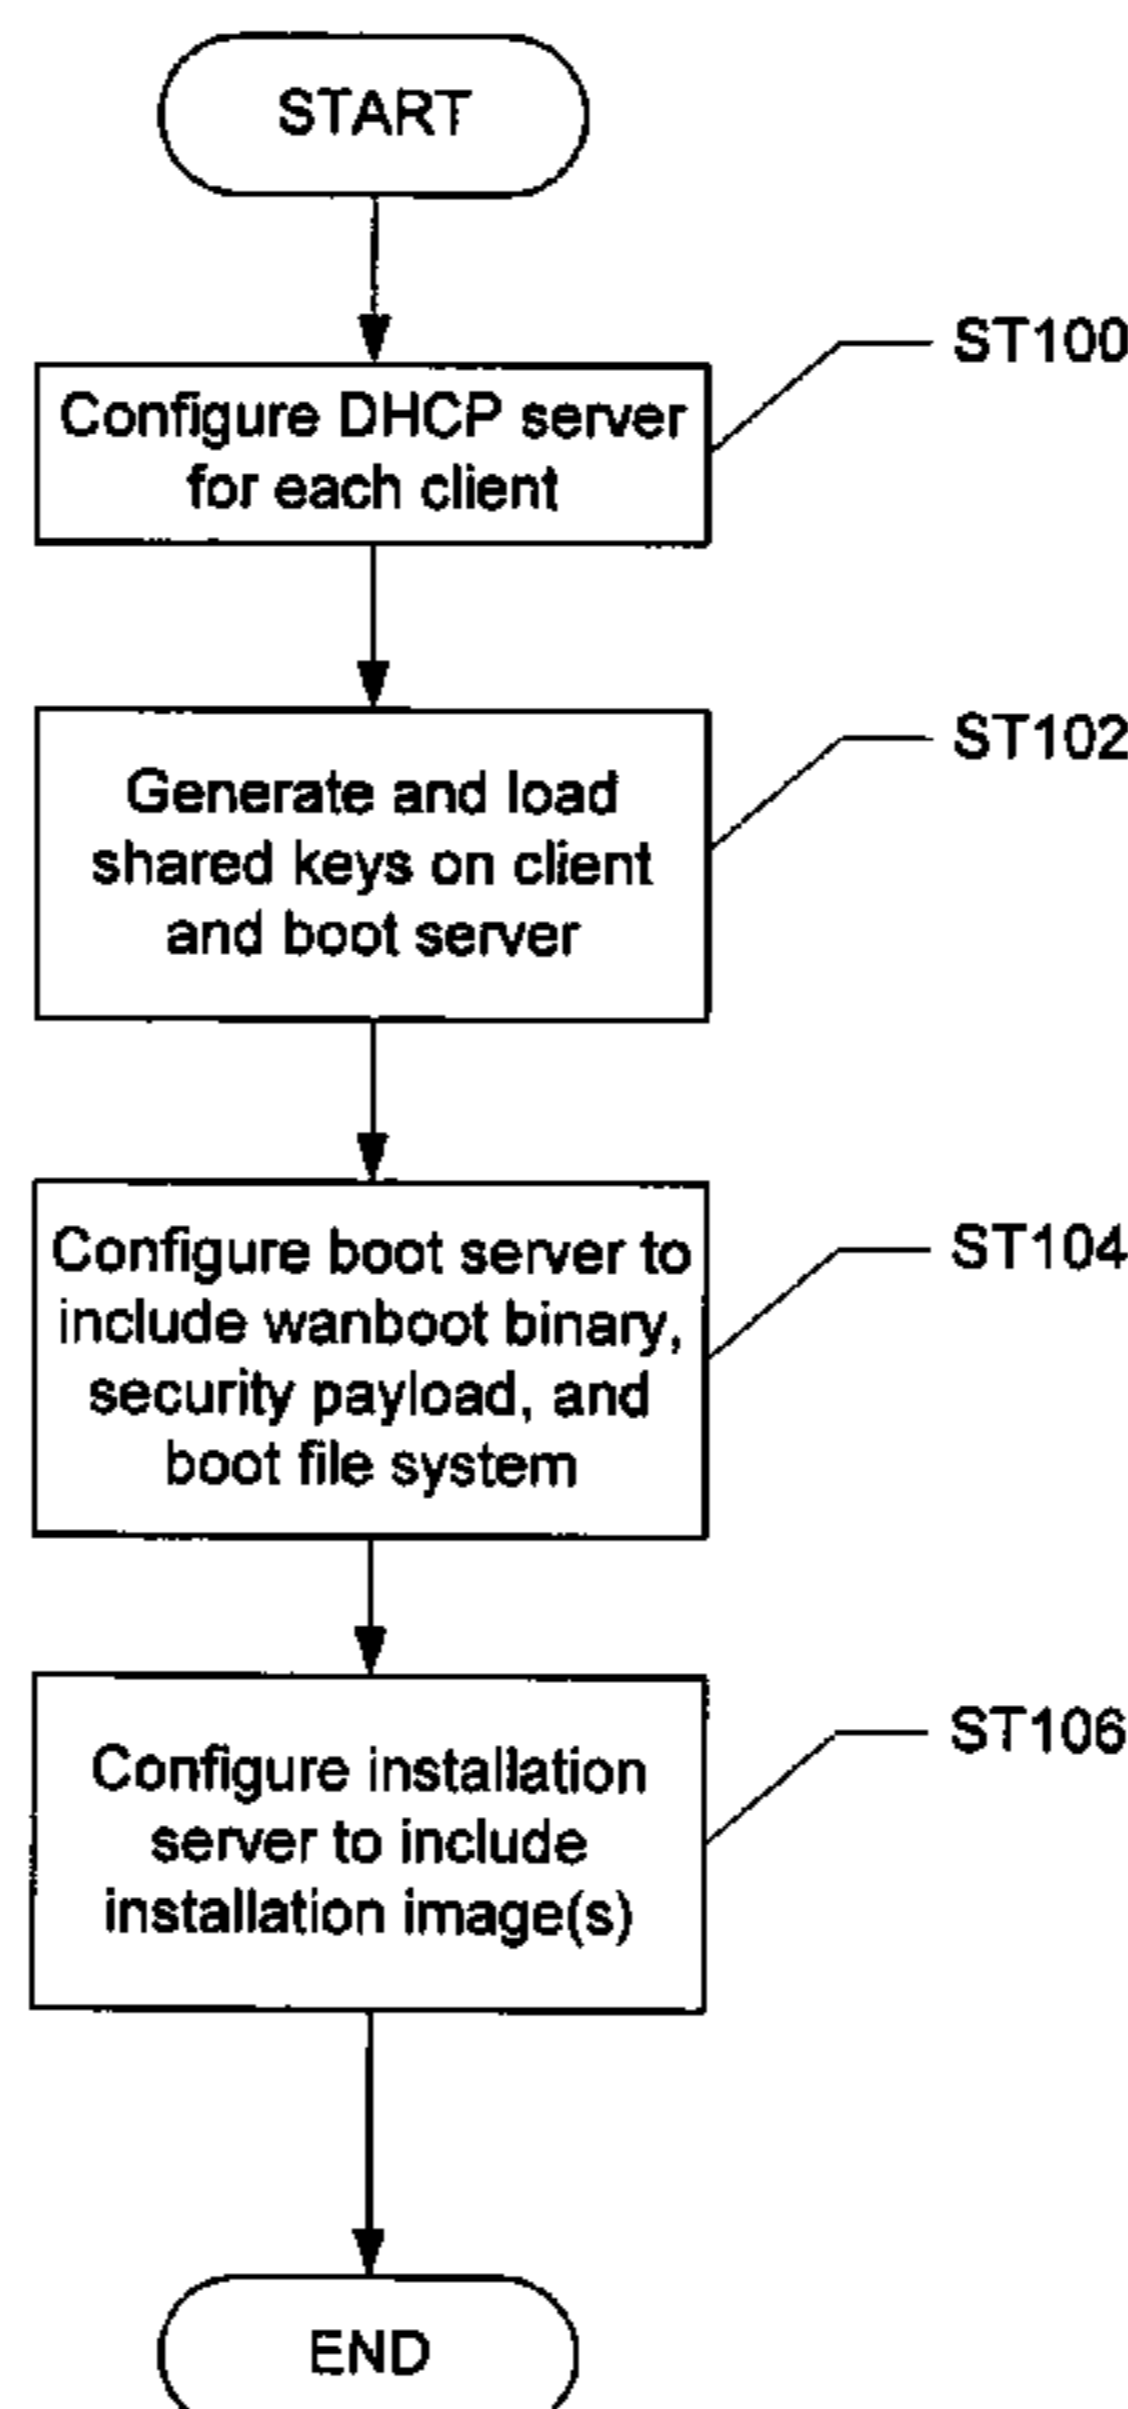 START
ST100
Configure DHCP server
for each client
ST102
Generate and load
shared keys on client
and boot server
ST104
Configure boot server to
include wanboot binary,
security payload, and
boot file system
ST106
Configure installation
server to include
installation image(s)
END